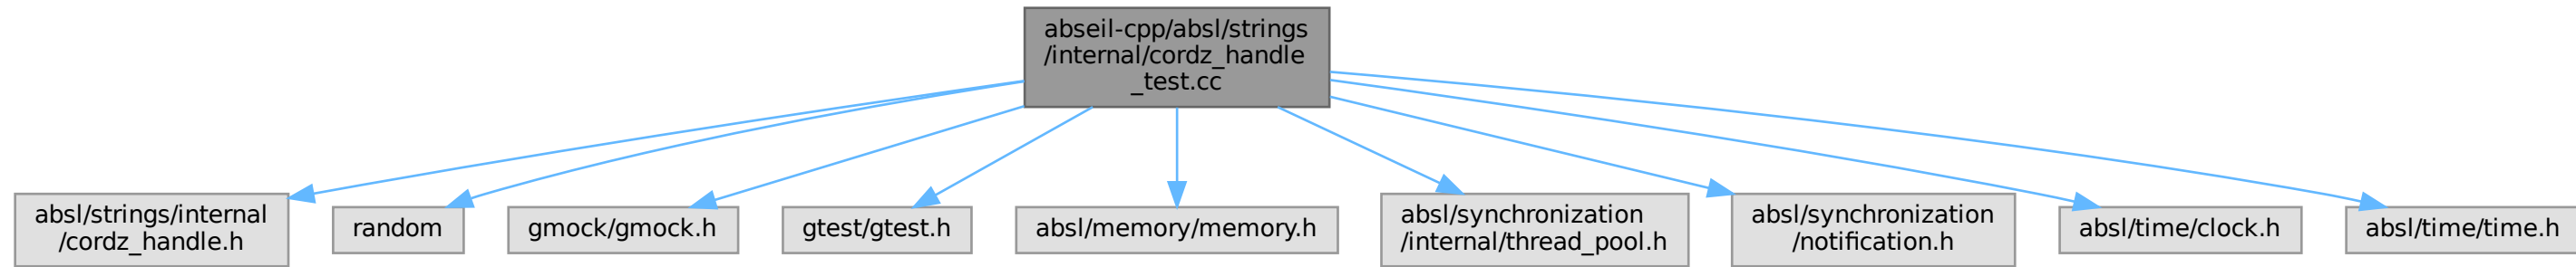 abseil-cpp/absl/strings
/internal/cordz_handle
_test.cc
absl/strings/internal
/cordz_handle.h
random
gmock/gmock.h
gtest/gtest.h
absl/memory/memory.h
absl/synchronization
/internal/thread_pool.h
absl/synchronization
/notification.h
absl/time/clock.h
absl/time/time.h